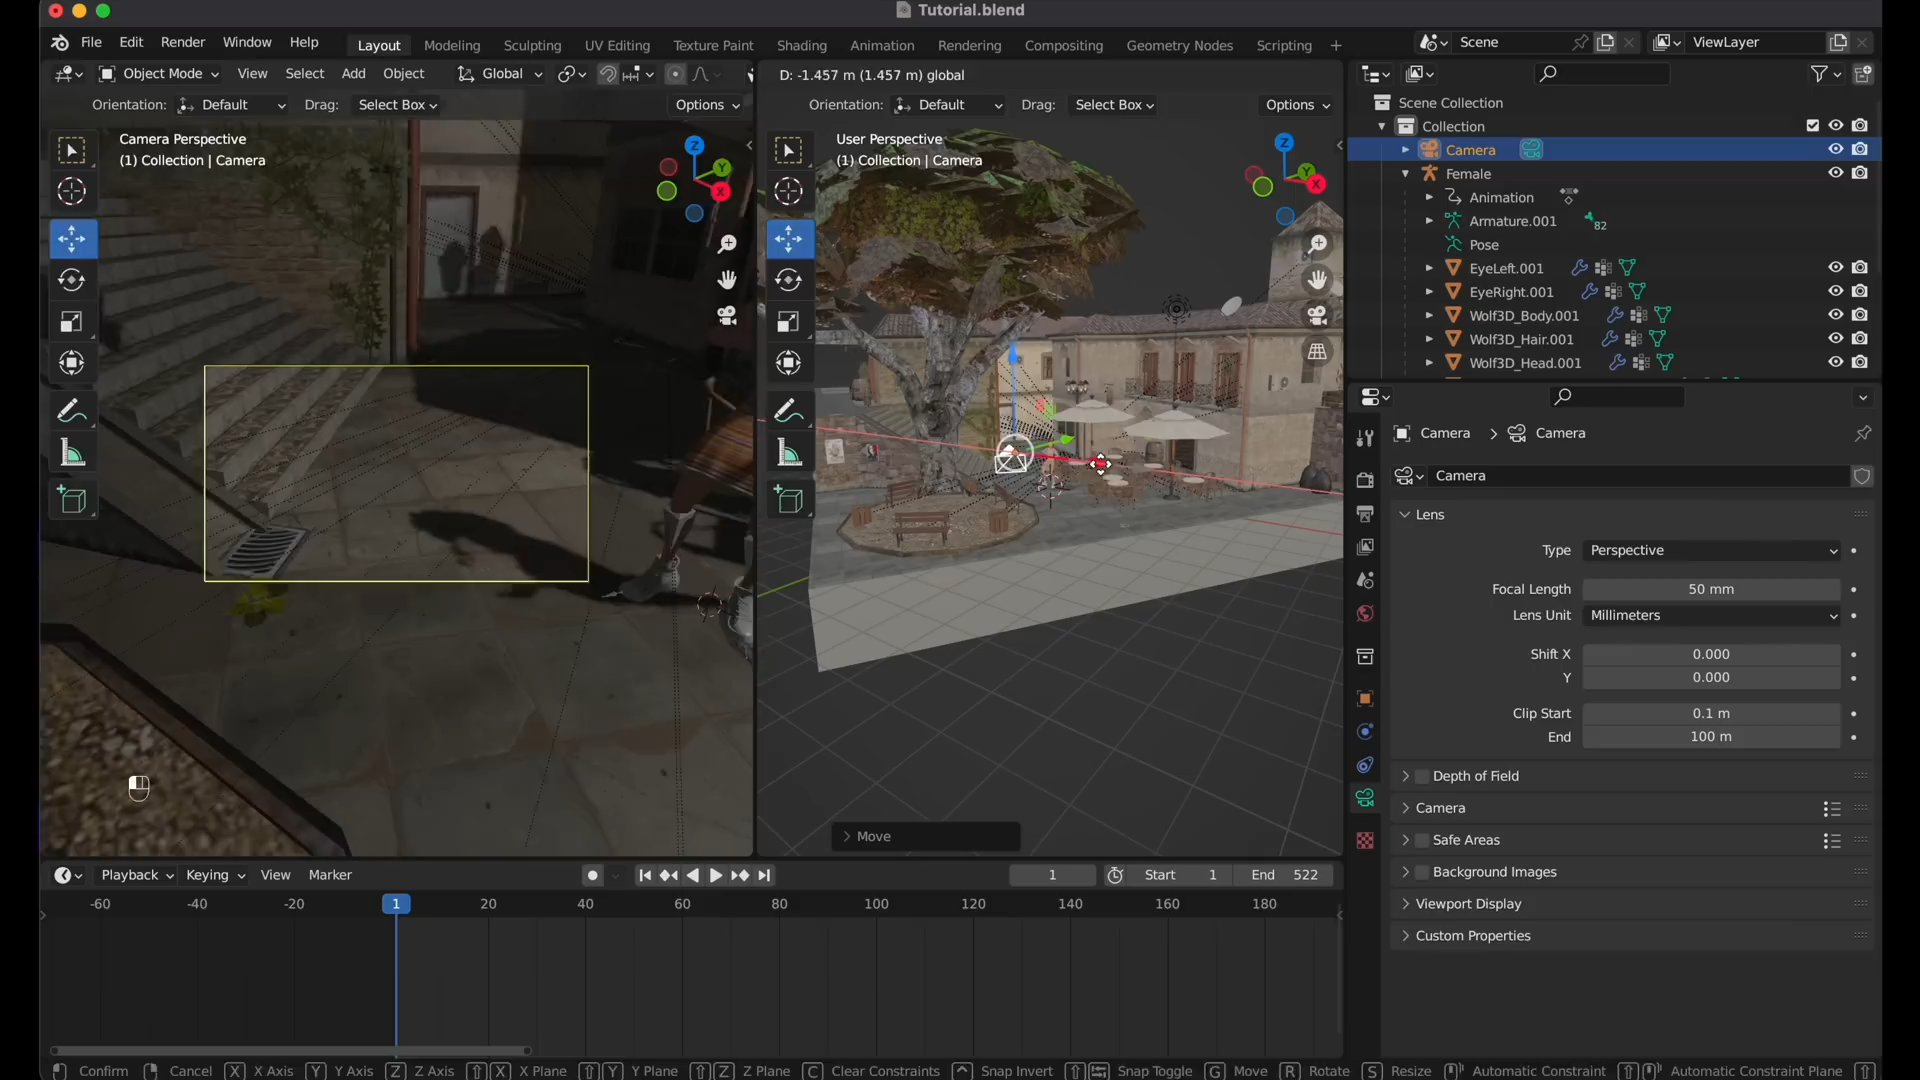 Tutorial.blend
File Edit Render Window Help
Layout Modeling Sculpting UV Editing Texture Paint Shading Animation Rendering Compositing Geometry Nodes Scripting +
Scene
ViewLayer
Object Mode View Select Add Object Global
D: -1.457 m (1.457 m) global
Orientation: Default Drag: Select Box Options
Orientation: Default Drag: Select Box Options
Camera Perspective
(1) Collection | Camera
User Perspective
(1) Collection | Camera
Z
Y
X
Z
Y
X
Scene Collection
Collection
Camera
Female
Animation
Armature.001
82
Pose
EyeLeft.001
EyeRight.001
Wolf3D_Body.001
Wolf3D_Hair.001
Wolf3D_Head.001
Camera > Camera
Camera
Lens
Type Perspective
Focal Length 50 mm
Lens Unit Millimeters
Shift X 0.000
Y 0.000
Clip Start 0.1 m
End 100 m
Depth of Field
Camera
Safe Areas
Background Images
Viewport Display
Custom Properties
Move
Playback Keying View Marker
1 Start 1 End 522
-60 -40 -20 1 20 40 60 80 100 120 140 160 180
Confirm Cancel X X Axis Y Y Axis Z Z Axis X X Plane Y Y Plane Z Z Plane C Clear Constraints Snap Invert Snap Toggle G Move R Rotate S Resize Automatic Constraint Automatic Constraint Plane